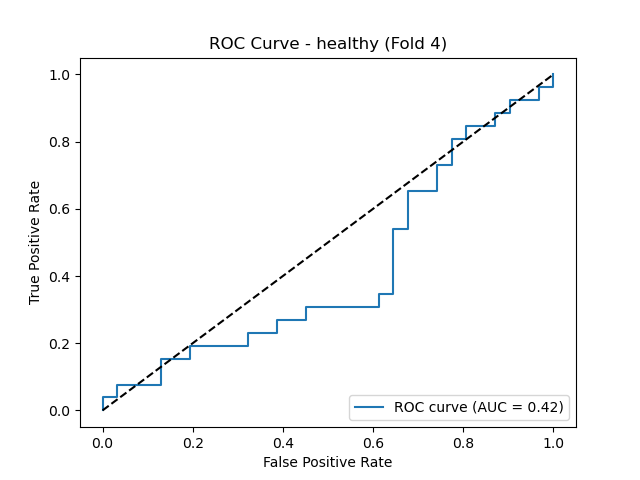 ROC Curve - healthy (Fold 4)
True Positive Rate
1.0
0.8
0.6
0.4
0.2
0.0
ROC curve (AUC = 0.42)
0.0 0.2 0.4 0.6 0.8 1.0
False Positive Rate